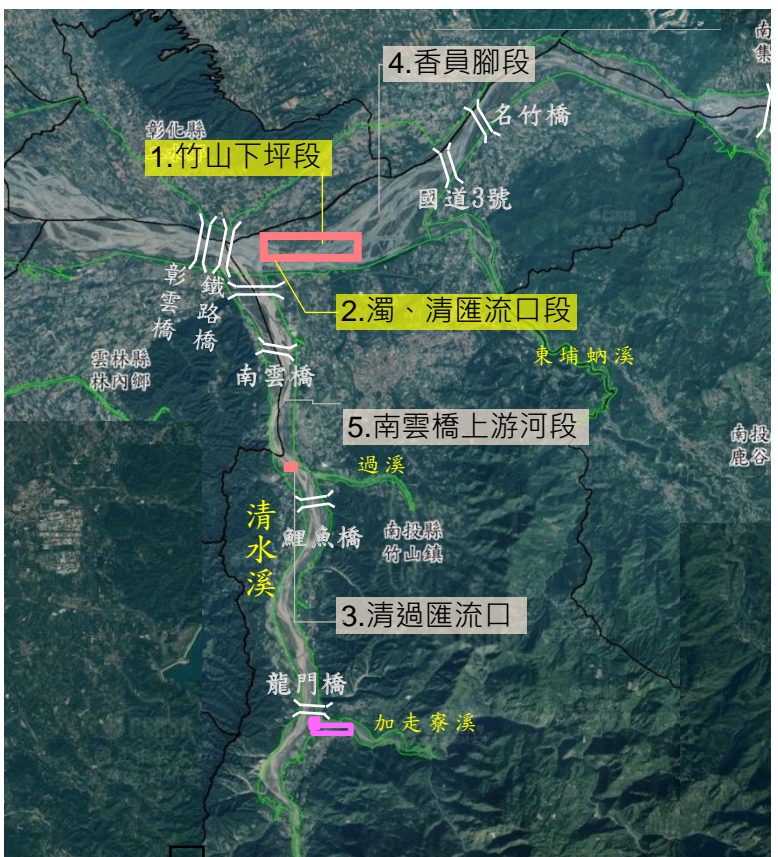 南
集
4.香員腳段
名竹橋
彰化縣
1.竹山下坪段
國道3號
彰雲橋
鐵路橋
2.濁、清匯流口段
東埔蚋溪
雲林縣
林內鄉
南雲橋
5.南雲橋上游河段
南投
鹿谷
過溪
清水溪
鯉魚橋
南投縣
竹山鎮
3.清過匯流口
龍門橋
加走寮溪